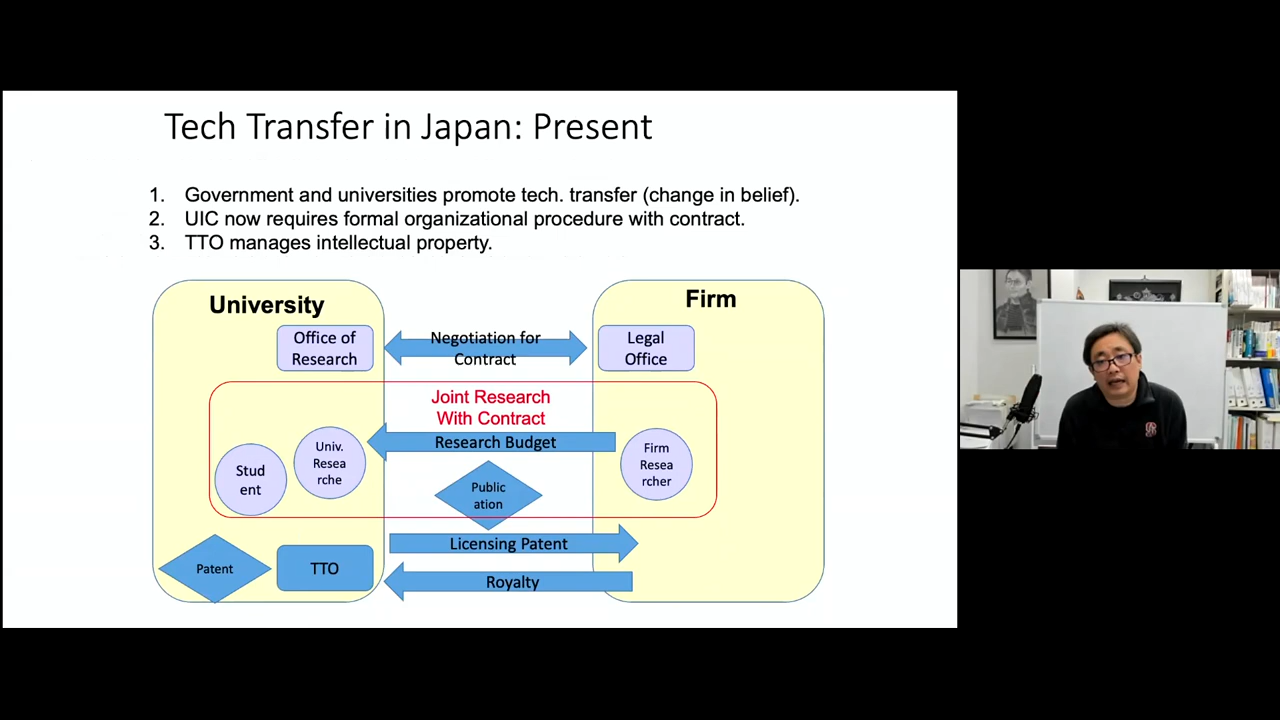 Tech Transfer in Japan: Present
1. Government and universities promote tech. transfer (change in belief).
2. UIC now requires formal organizational procedure with contract.
3. TTO manages intellectual property.
University
Firm
Office of
Research
Negotiation for
Contract
Legal
Office
Joint Research
With Contract
Research Budget
Stud
ent
Univ.
Resea
rche
Public
ation
Firm
Resea
rcher
Licensing Patent
Patent
TTO
Royalty